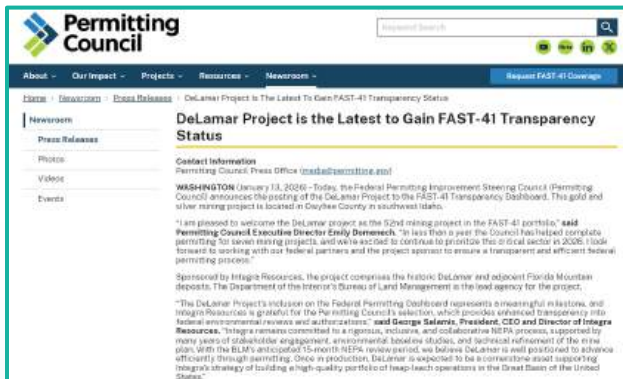 Permitting
Council
Keyword Search
About
Our Impact
Projects
Resources
Newsroom
Request FAST-41 Coverage
Home / Newsroom / Press Releases / DeLamar Project is The Latest To Gain FAST-41 Transparency Status
Newsroom
Press Releases
Photos
Videos
Events
DeLamar Project is the Latest to Gain FAST-41 Transparency
Status
Contact Information
Permitting Council Press Office (media@permitting.gov)
WASHINGTON (January 13, 2026) – Today, the Federal Permitting Improvement Steering Council (Permitting
Council) announces the posting of the DeLamar Project to the FAST-41 Transparency Dashboard. This gold and
silver mining project is located in Owyhee County in southwest Idaho.
"I am pleased to welcome the DeLamar project as the 52nd mining project in the FAST-41 portfolio," said
Permitting Council Executive Director Emily Domenech. "In less than a year the Council has helped complete
permitting for seven mining projects, and we're excited to continue to prioritize this critical sector in 2026. I look
forward to working with our federal partners and the project sponsor to ensure a transparent and efficient federal
permitting process."
Sponsored by Integra Resources, the project comprises the historic DeLamar and adjacent Florida Mountain
deposits. The Department of the Interior's Bureau of Land Management is the lead agency for the project.
"The DeLamar Project's inclusion on the Federal Permitting Dashboard represents a meaningful milestone, and
Integra Resources is grateful for the Permitting Council's selection, which provides enhanced transparency into
federal environmental reviews and authorizations," said George Salamis, President, CEO and Director of Integra
Resources. "Integra remains committed to a rigorous, inclusive, and collaborative NEPA process, supported by
many years of stakeholder engagement, environmental baseline studies, and technical refinement of the mine
plan. With the BLM's anticipated 15-month NEPA review period, we believe DeLamar is well positioned to advance
efficiently through permitting. Once in production, DeLamar is expected to be a cornerstone asset supporting
Integra's strategy of building a high-quality portfolio of heap-leach operations in the Great Basin of the United
States."